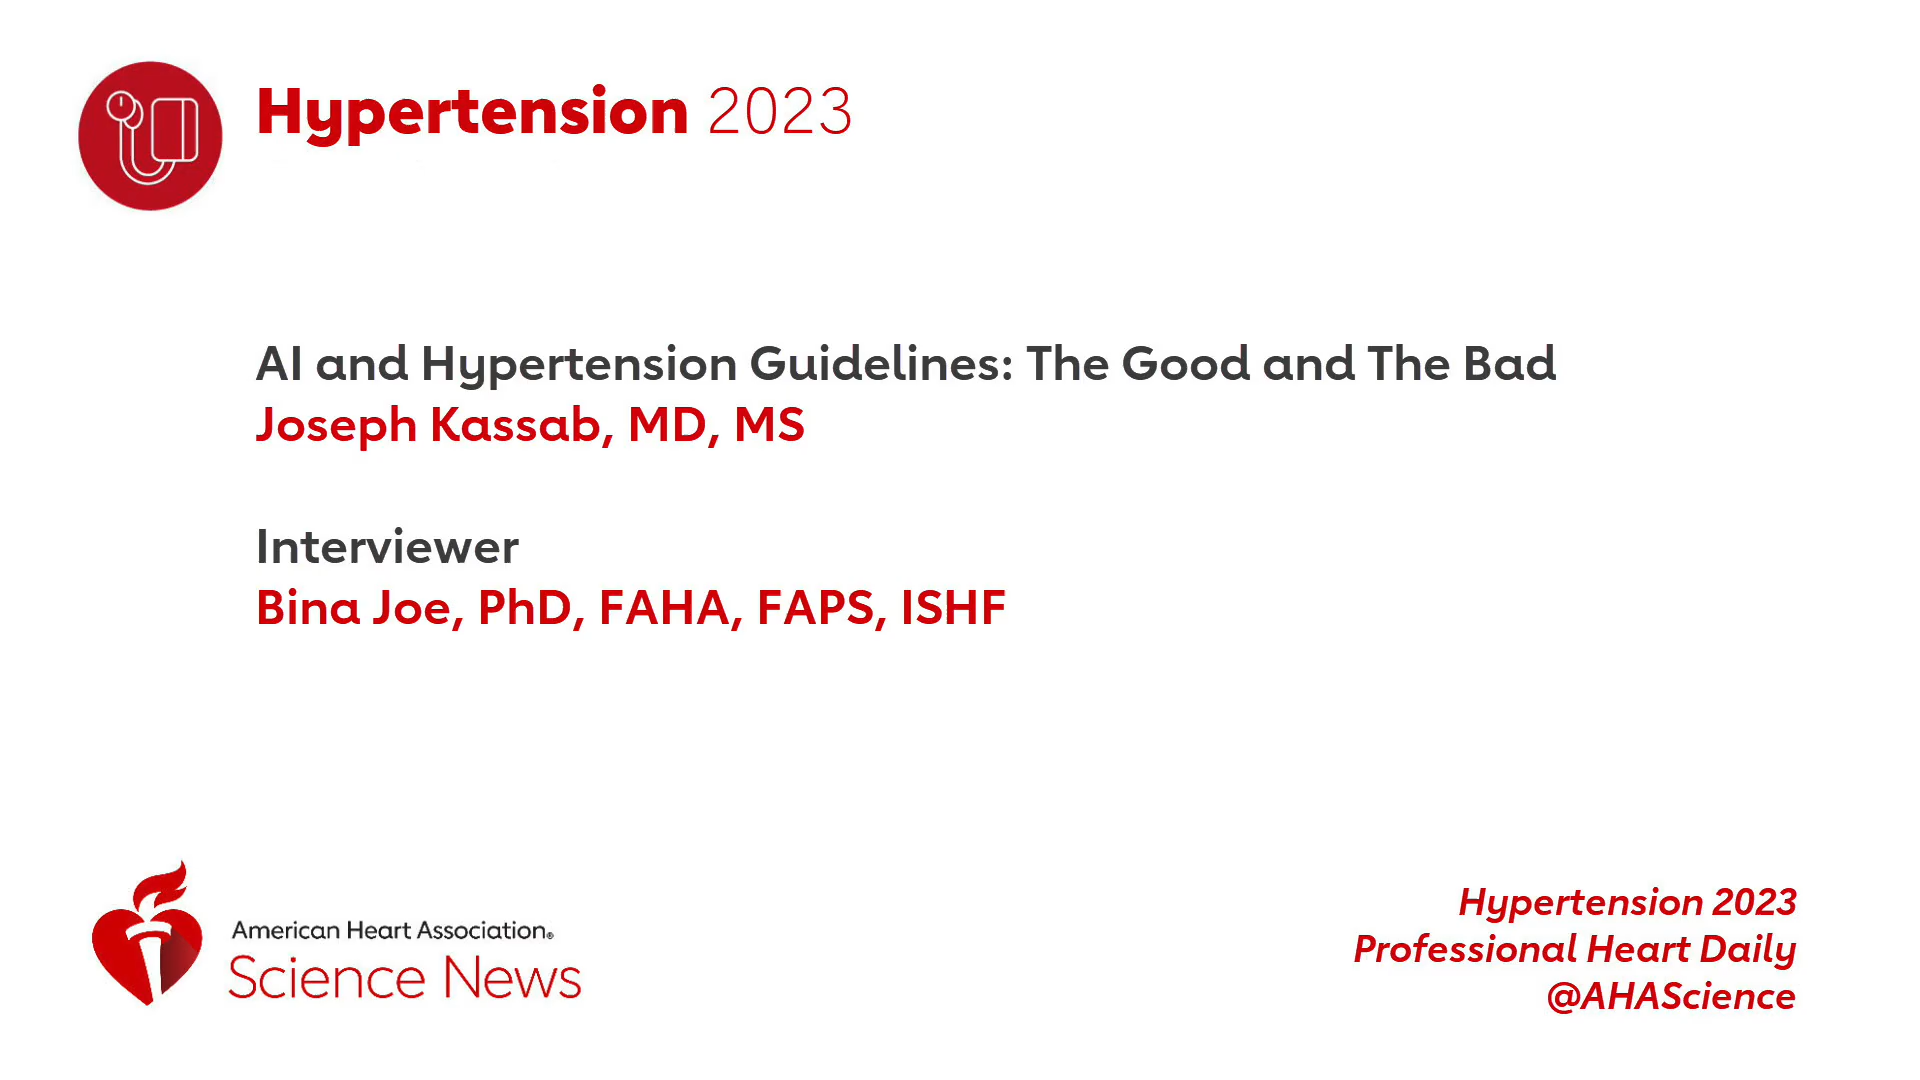 Hypertension 2023
AI and Hypertension Guidelines: The Good and The Bad
Joseph Kassab, MD, MS
Interviewer
Bina Joe, PhD, FAHA, FAPS, ISHF
American Heart Association®
Science News
Hypertension 2023
Professional Heart Daily
@AHAScience